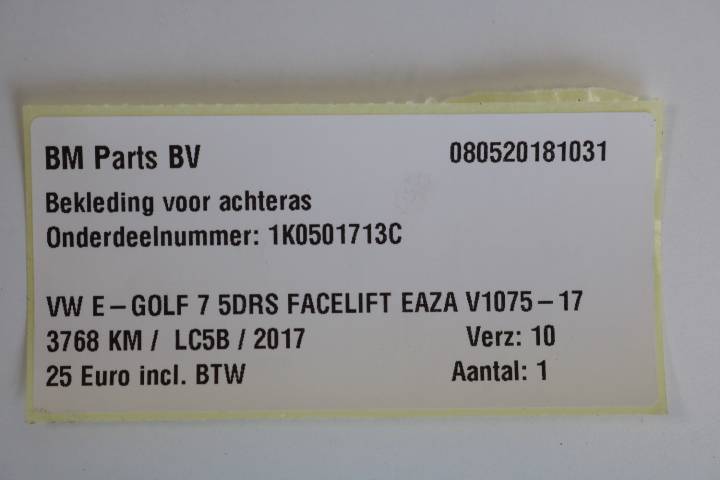 BM Parts BV 080520181031
Bekleding voor achteras
Onderdeelnummer: 1K0501713C
VW E-GOLF 7 5DRS FACELIFT EAZA V1075-17
3768 KM / LC5B / 2017 Verz: 10
25 Euro incl. BTW Aantal: 1